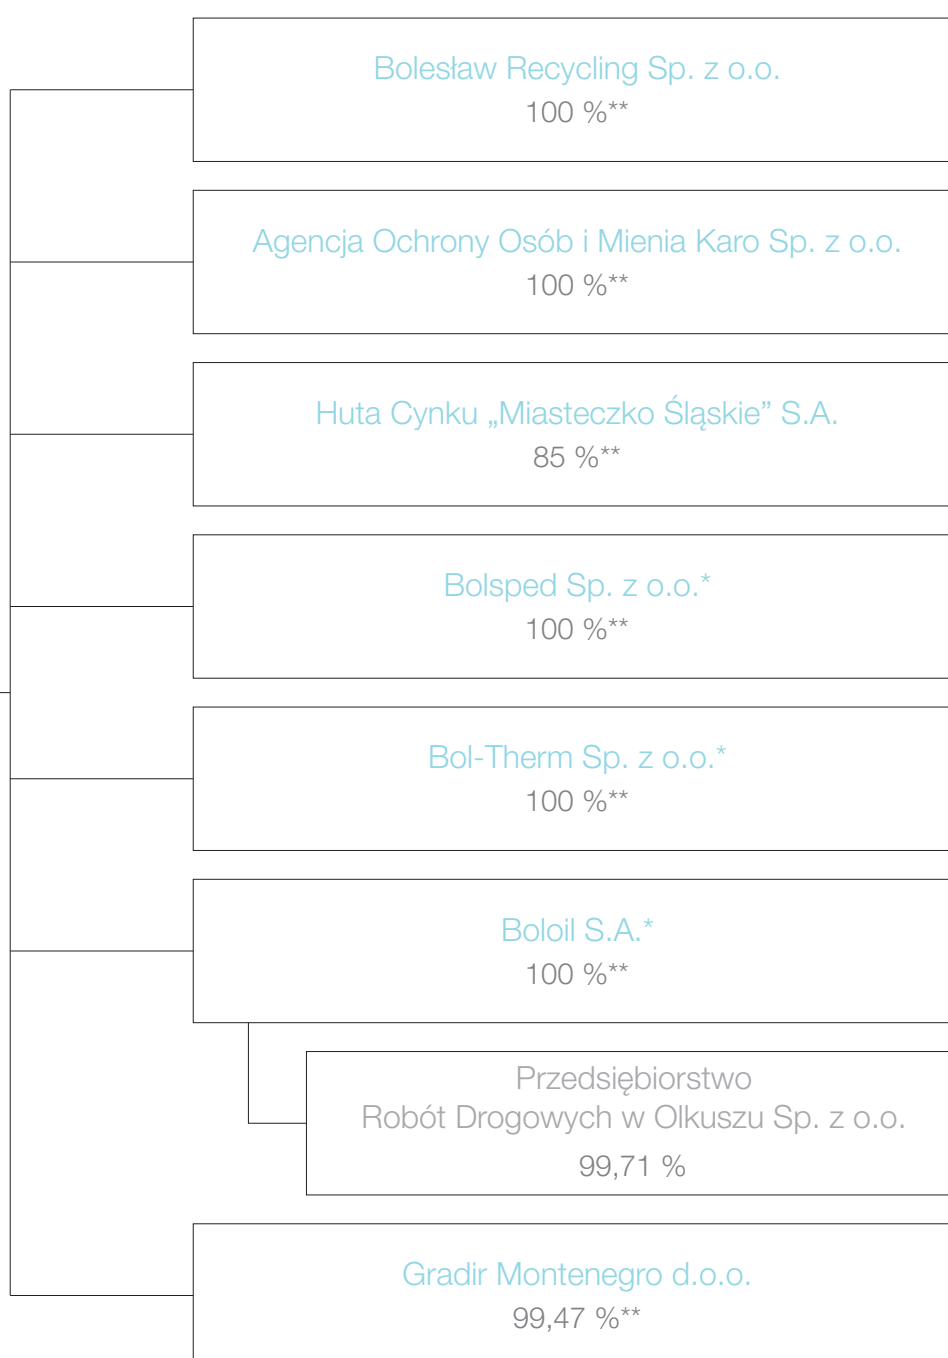 Bolesław Recycling Sp. z o.o.
100 %**
Agencja Ochrony Osób i Mienia Karo Sp. z o.o.
100 %**
Huta Cynku „Miasteczko Śląskie” S.A.
85 %**
Bolsped Sp. z o.o.*
100 %**
Bol-Therm Sp. z o.o.*
100 %**
Boloil S.A.*
100 %**
Przedsiębiorstwo
Robót Drogowych w Olkuszu Sp. z o.o.
99,71 %
Gradir Montenegro d.o.o.
99,47 %**